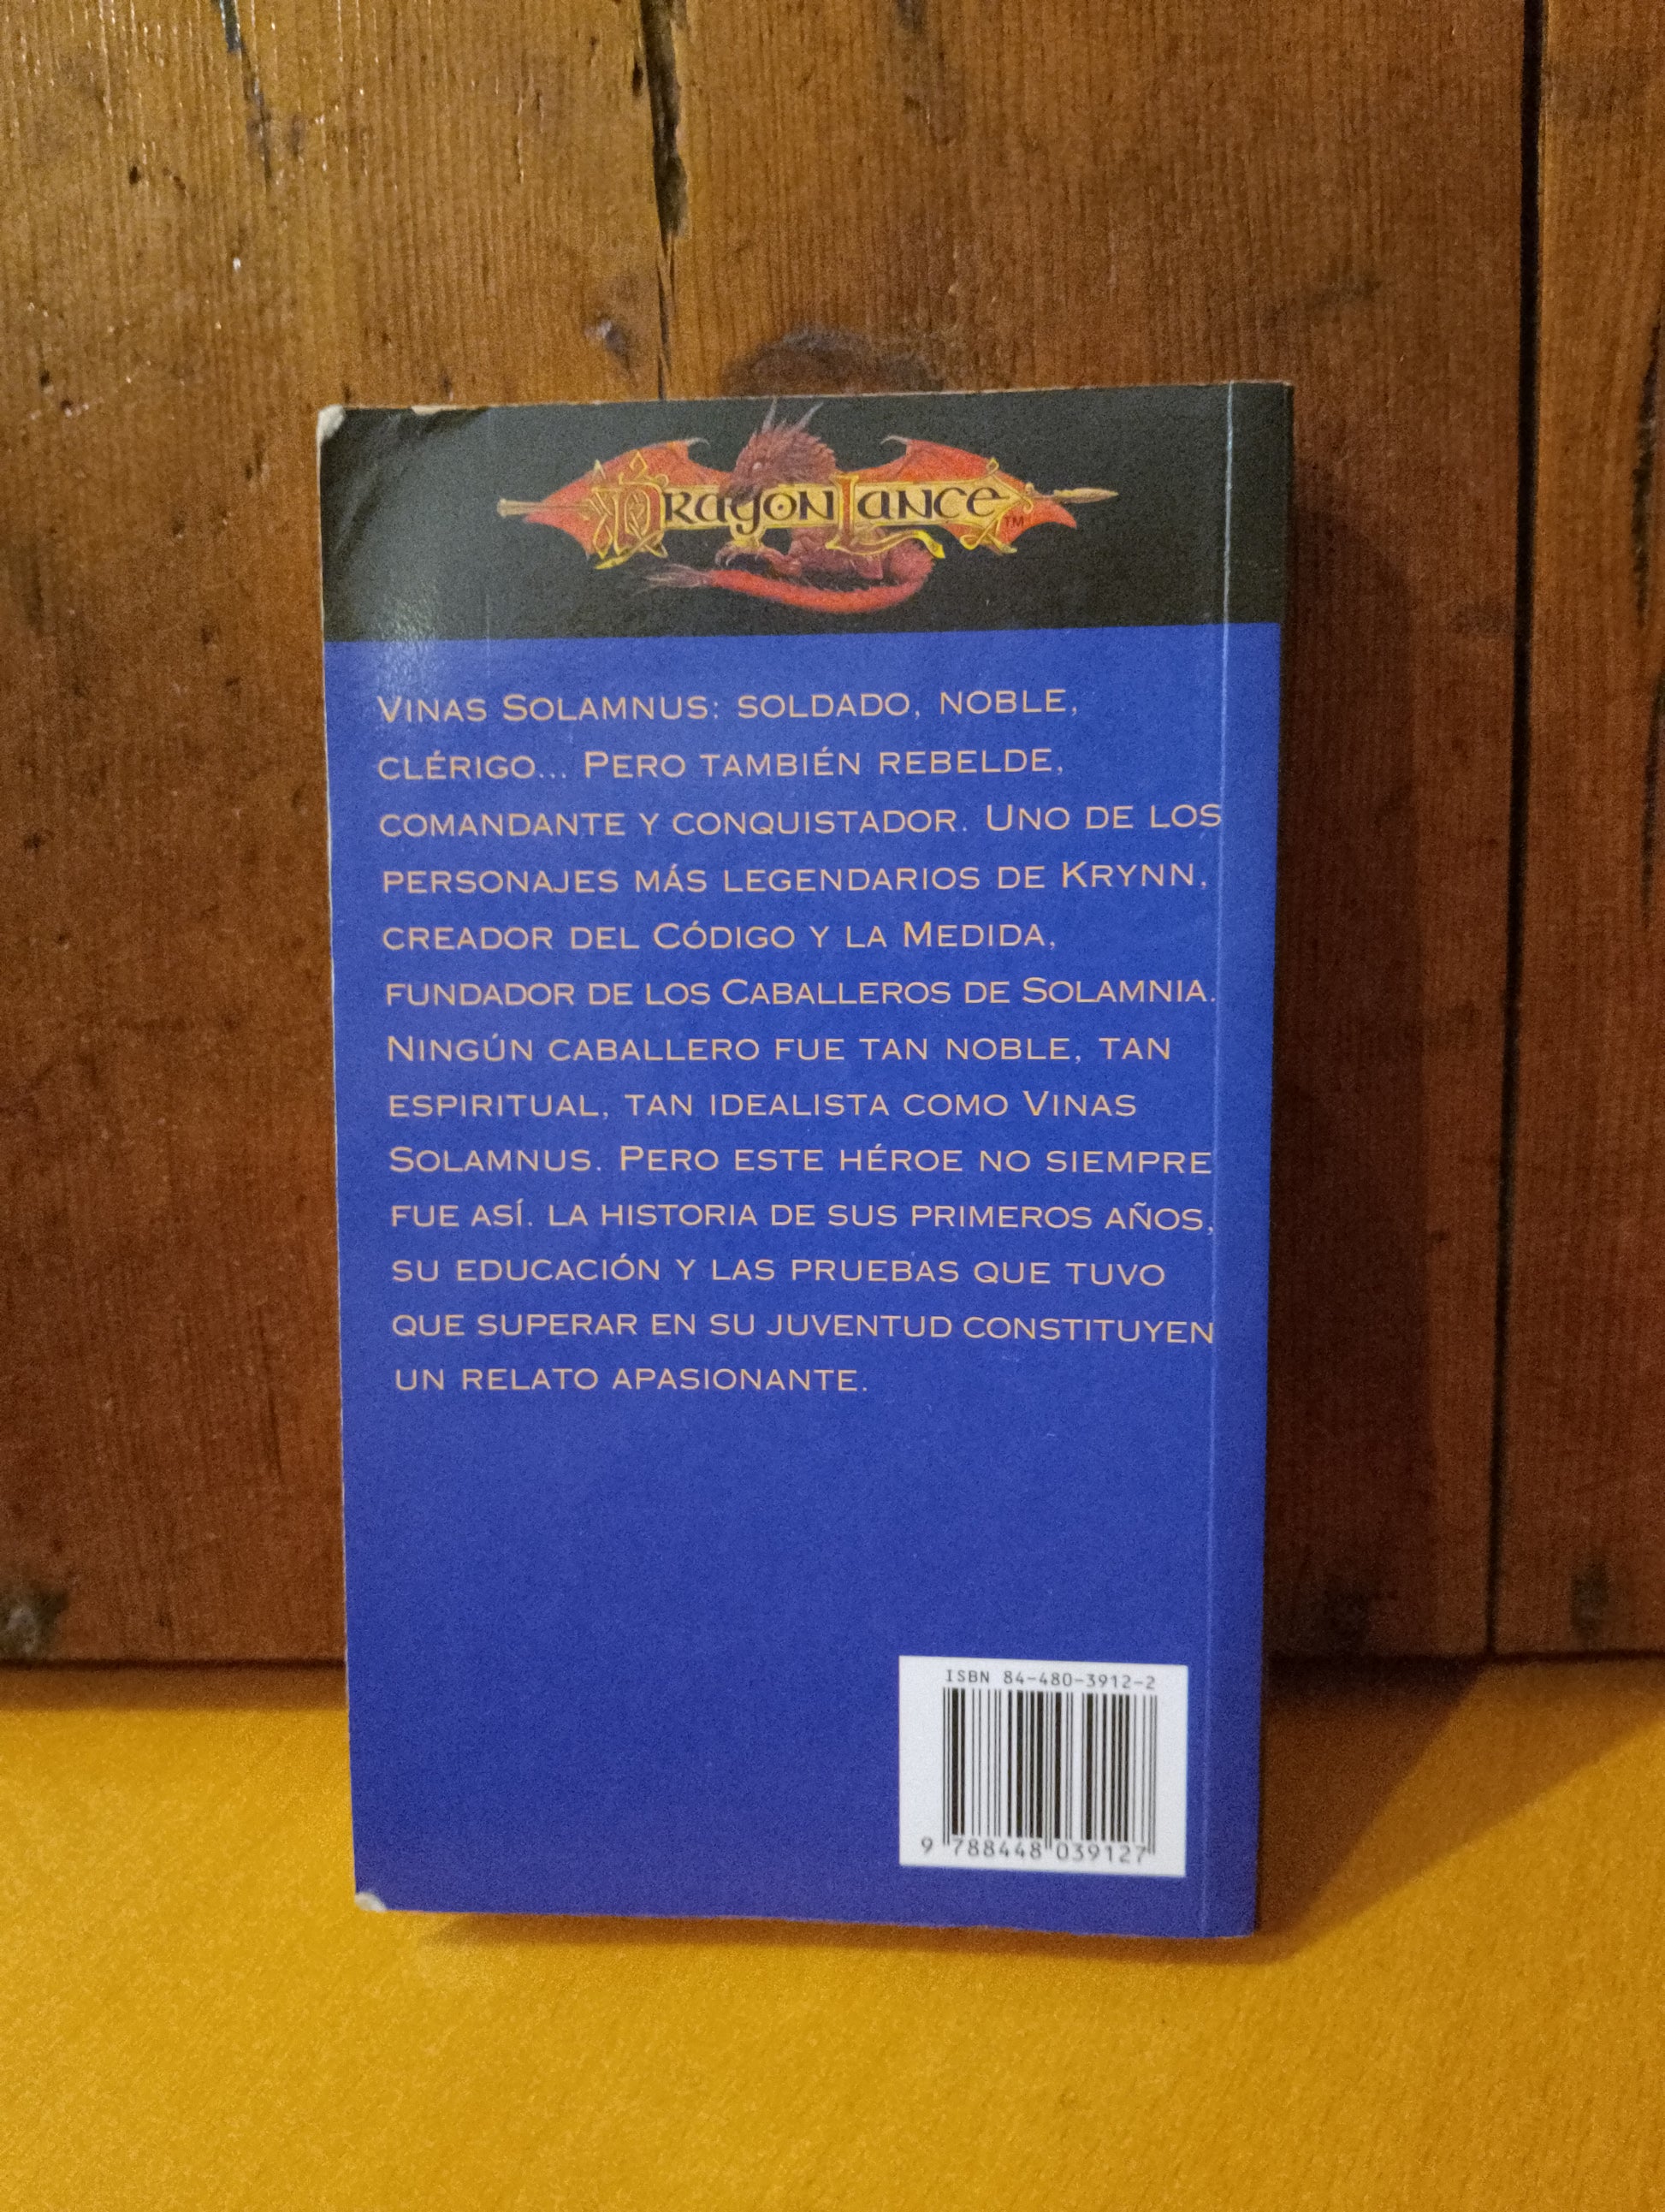 DRAGONLANCE™
VINAS SOLAMNUS: SOLDADO, NOBLE,
CLÉRIGO... PERO TAMBIÉN REBELDE,
COMANDANTE Y CONQUISTADOR. UNO DE LOS
PERSONAJES MÁS LEGENDARIOS DE KRYNN,
CREADOR DEL CÓDIGO Y LA MEDIDA,
FUNDADOR DE LOS CABALLEROS DE SOLAMNIA.
NINGÚN CABALLERO FUE TAN NOBLE, TAN
ESPIRITUAL, TAN IDEALISTA COMO VINAS
SOLAMNUS. PERO ESTE HÉROE NO SIEMPRE
FUE ASÍ. LA HISTORIA DE SUS PRIMEROS AÑOS,
SU EDUCACIÓN Y LAS PRUEBAS QUE TUVO
QUE SUPERAR EN SU JUVENTUD CONSTITUYEN
UN RELATO APASIONANTE.
ISBN 84-480-3912-2
9 788448 039127